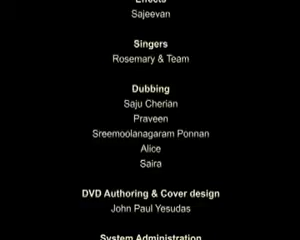 Effects
Sajeevan
Singers
Rosemary & Team
Dubbing
Saju Cherian
Praveen
Sreemoolanagaram Ponnan
Alice
Saira
DVD Authoring & Cover design
John Paul Yesudas
System Administration